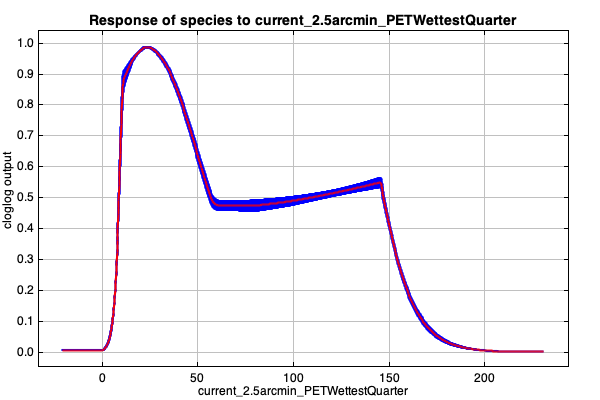 Response of species to current_2.5arcmin_PETWettestQuarter
1.0
0.9
0.8
0.7
0.6
0.5
0.4
0.3
0.2
0.1
0.0
cloglog output
0 50 100 150 200
current_2.5arcmin_PETWettestQuarter